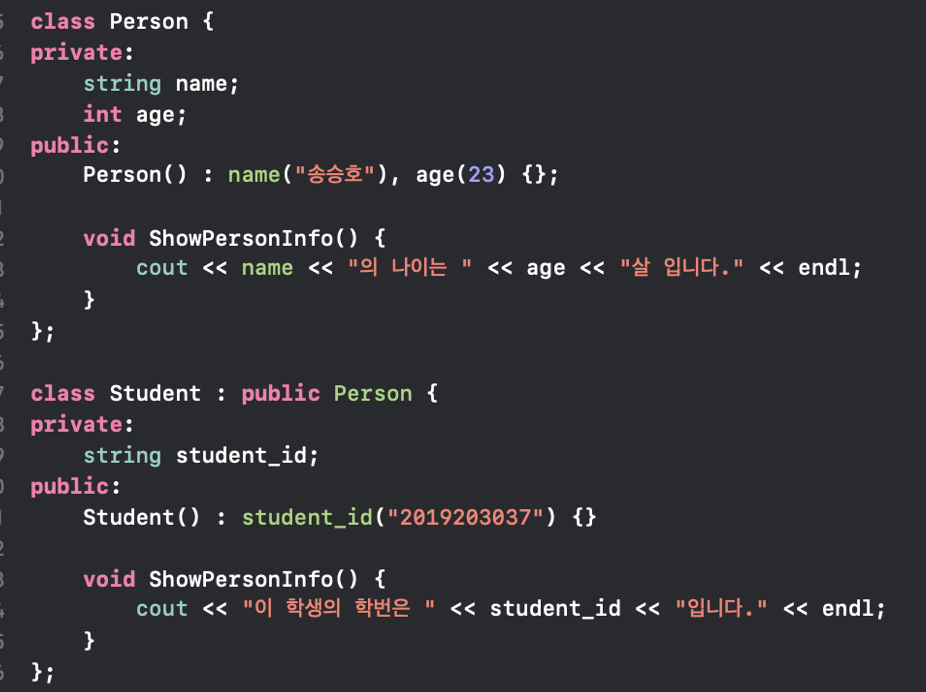 class Person {
private:
    string name;
    int age;
public:
    Person() : name("송승호"), age(23) {};
    void ShowPersonInfo() {
        cout << name << "의 나이는 " << age << "살 입니다." << endl;
    }
};
class Student : public Person {
private:
    string student_id;
public:
    Student() : student_id("2019203037") {}
    void ShowPersonInfo() {
        cout << "이 학생의 학번은 " << student_id << "입니다." << endl;
    }
};